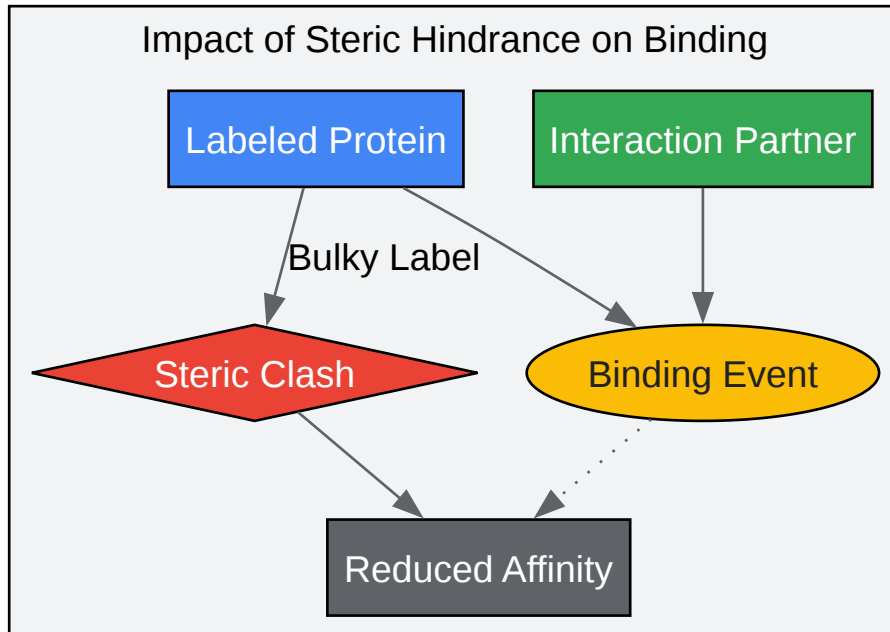 Impact of Steric Hindrance on Binding
Labeled Protein
Interaction Partner
Bulky Label
Steric Clash
Binding Event
Reduced Affinity